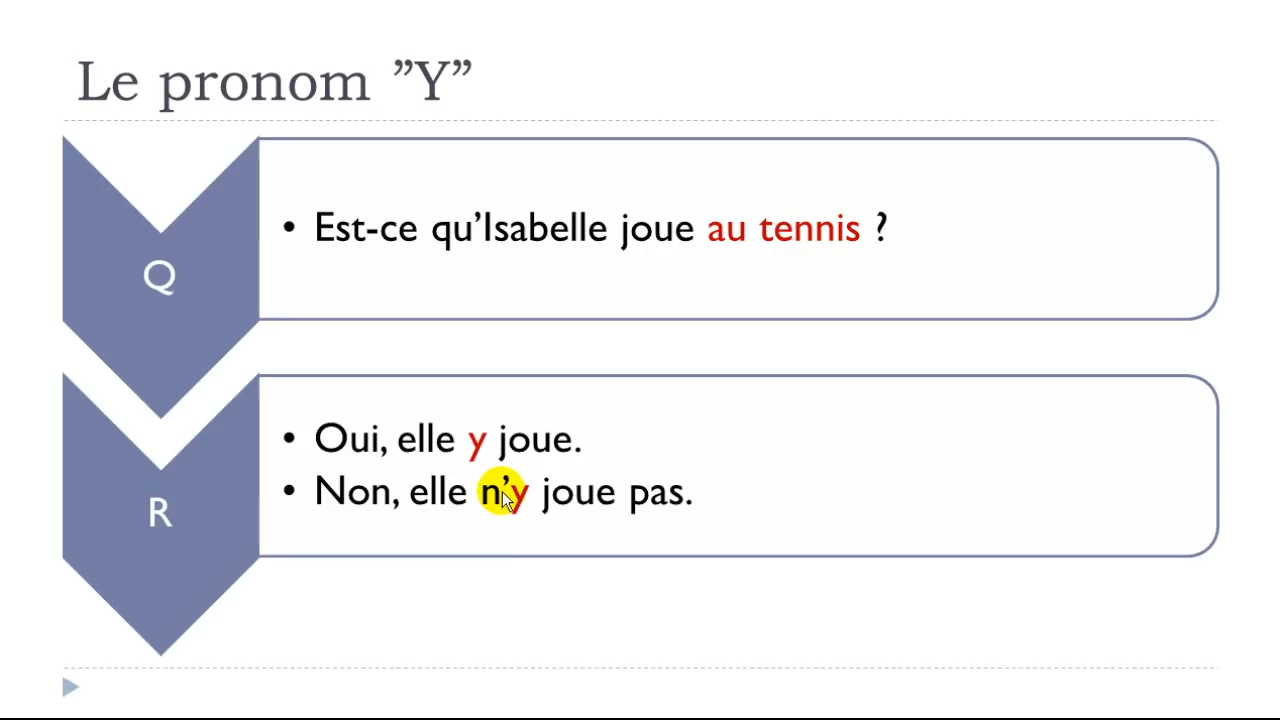 Le pronom ”Y”
Q
• Est-ce qu’Isabelle joue au tennis ?
R
• Oui, elle y joue.
• Non, elle n’y joue pas.